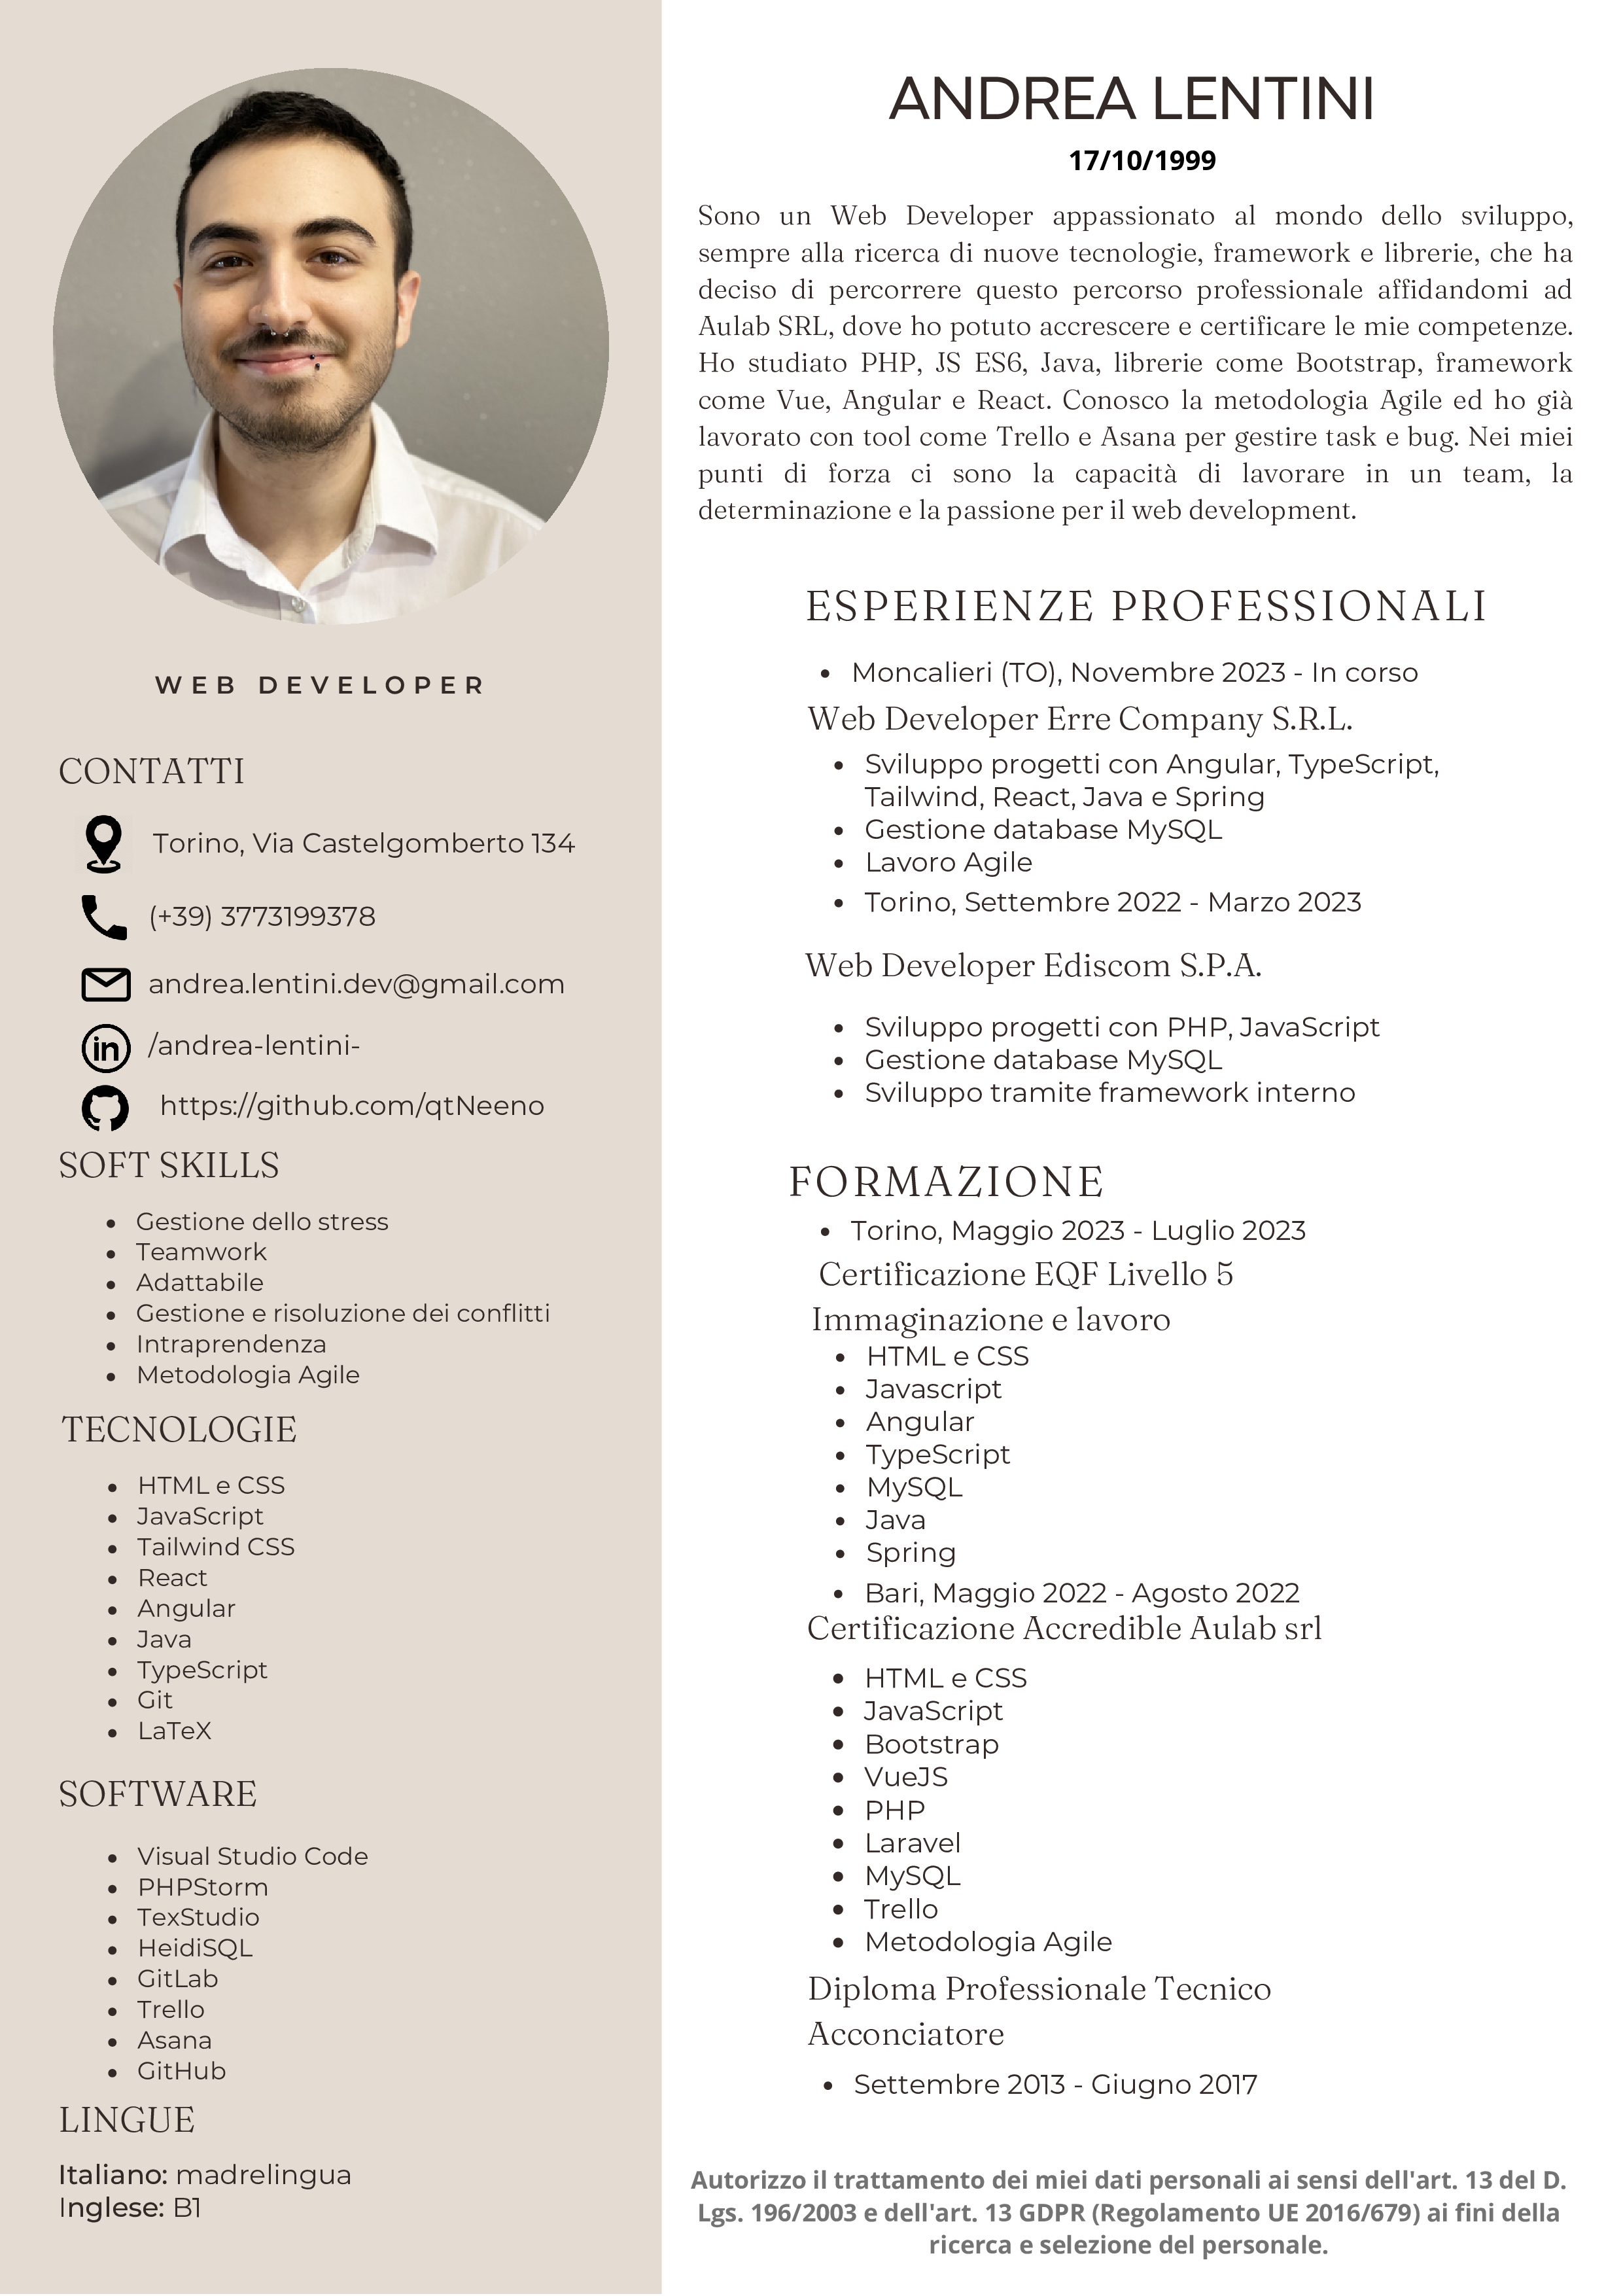 WEB DEVELOPER
CONTATTI
Torino, Via Castelgomberto 134
(+39) 3773199378
andrea.lentini.dev@gmail.com
in
/andrea-lentini-
https://github.com/qtNeeno
SOFT SKILLS
• Gestione dello stress
• Teamwork
• Adattabile
• Gestione e risoluzione dei conflitti
• Intraprendenza
• Metodologia Agile
TECNOLOGIE
• HTML e CSS
• JavaScript
• Tailwind CSS
• React
• Angular
• Java
• TypeScript
• Git
• LaTeX
SOFTWARE
• Visual Studio Code
• PHPStorm
• TexStudio
• HeidiSQL
• GitLab
• Trello
• Asana
• GitHub
LINGUE
Italiano: madrelingua
Inglese: B1
ANDREA LENTINI
17/10/1999
Sono un Web Developer appassionato al mondo dello sviluppo,
sempre alla ricerca di nuove tecnologie, framework e librerie, che ha
deciso di percorrere questo percorso professionale affidandomi ad
Aulab SRL, dove ho potuto accrescere e certificare le mie competenze.
Ho studiato PHP, JS ES6, Java, librerie come Bootstrap, framework
come Vue, Angular e React. Conosco la metodologia Agile ed ho già
lavorato con tool come Trello e Asana per gestire task e bug. Nei miei
punti di forza ci sono la capacità di lavorare in un team, la
determinazione e la passione per il web development.
ESPERIENZE PROFESSIONALI
• Moncalieri (TO), Novembre 2023 - In corso
Web Developer Erre Company S.R.L.
• Sviluppo progetti con Angular, TypeScript,
Tailwind, React, Java e Spring
• Gestione database MySQL
• Lavoro Agile
• Torino, Settembre 2022 - Marzo 2023
Web Developer Ediscom S.P.A.
• Sviluppo progetti con PHP, JavaScript
• Gestione database MySQL
• Sviluppo tramite framework interno
FORMAZIONE
• Torino, Maggio 2023 - Luglio 2023
Certificazione EQF Livello 5
Immaginazione e lavoro
• HTML e CSS
• Javascript
• Angular
• TypeScript
• MySQL
• Java
• Spring
• Bari, Maggio 2022 - Agosto 2022
Certificazione Accredible Aulab srl
• HTML e CSS
• JavaScript
• Bootstrap
• VueJS
• PHP
• Laravel
• MySQL
• Trello
• Metodologia Agile
Diploma Professionale Tecnico
Acconciatore
• Settembre 2013 - Giugno 2017
Autorizzo il trattamento dei miei dati personali ai sensi dell'art. 13 del D.
Lgs. 196/2003 e dell'art. 13 GDPR (Regolamento UE 2016/679) ai fini della
ricerca e selezione del personale.